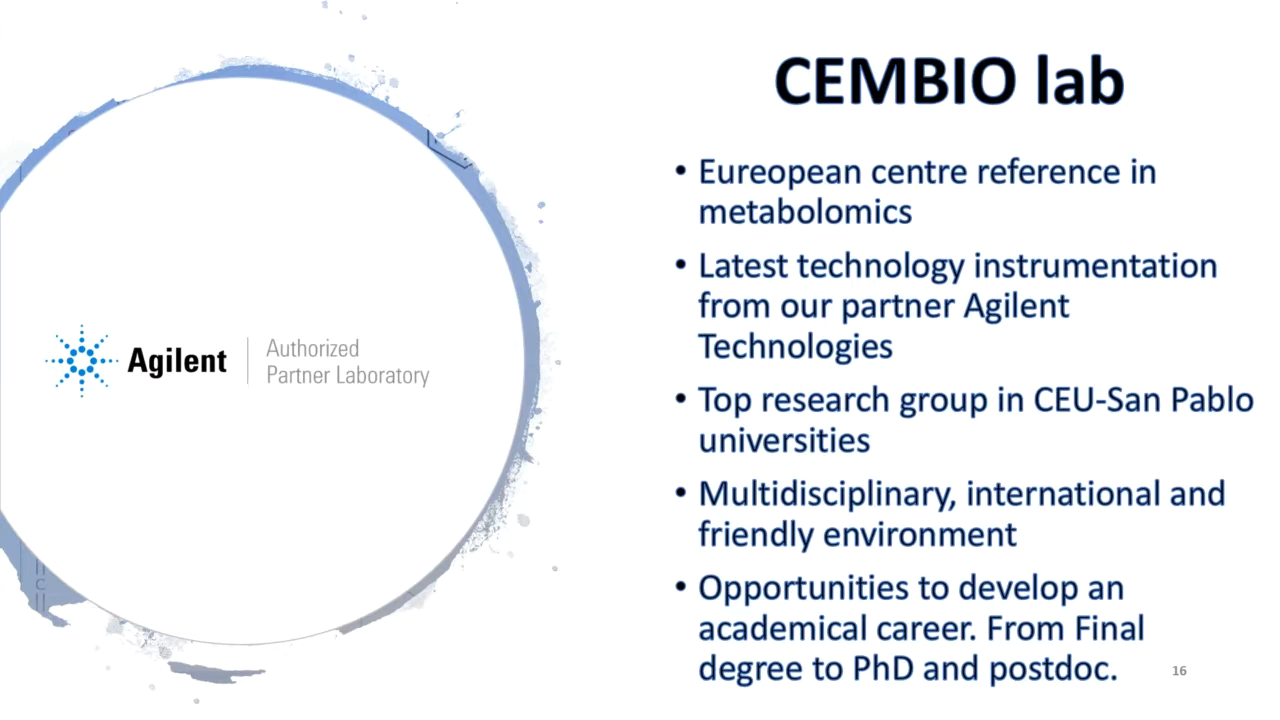 CEMBIO lab
• Eureopean centre reference in
metabolomics
• Latest technology instrumentation
from our partner Agilent
Technologies
• Top research group in CEU-San Pablo
universities
• Multidisciplinary, international and
friendly environment
• Opportunities to develop an
academical career. From Final
degree to PhD and postdoc.
Agilent
Authorized
Partner Laboratory
16